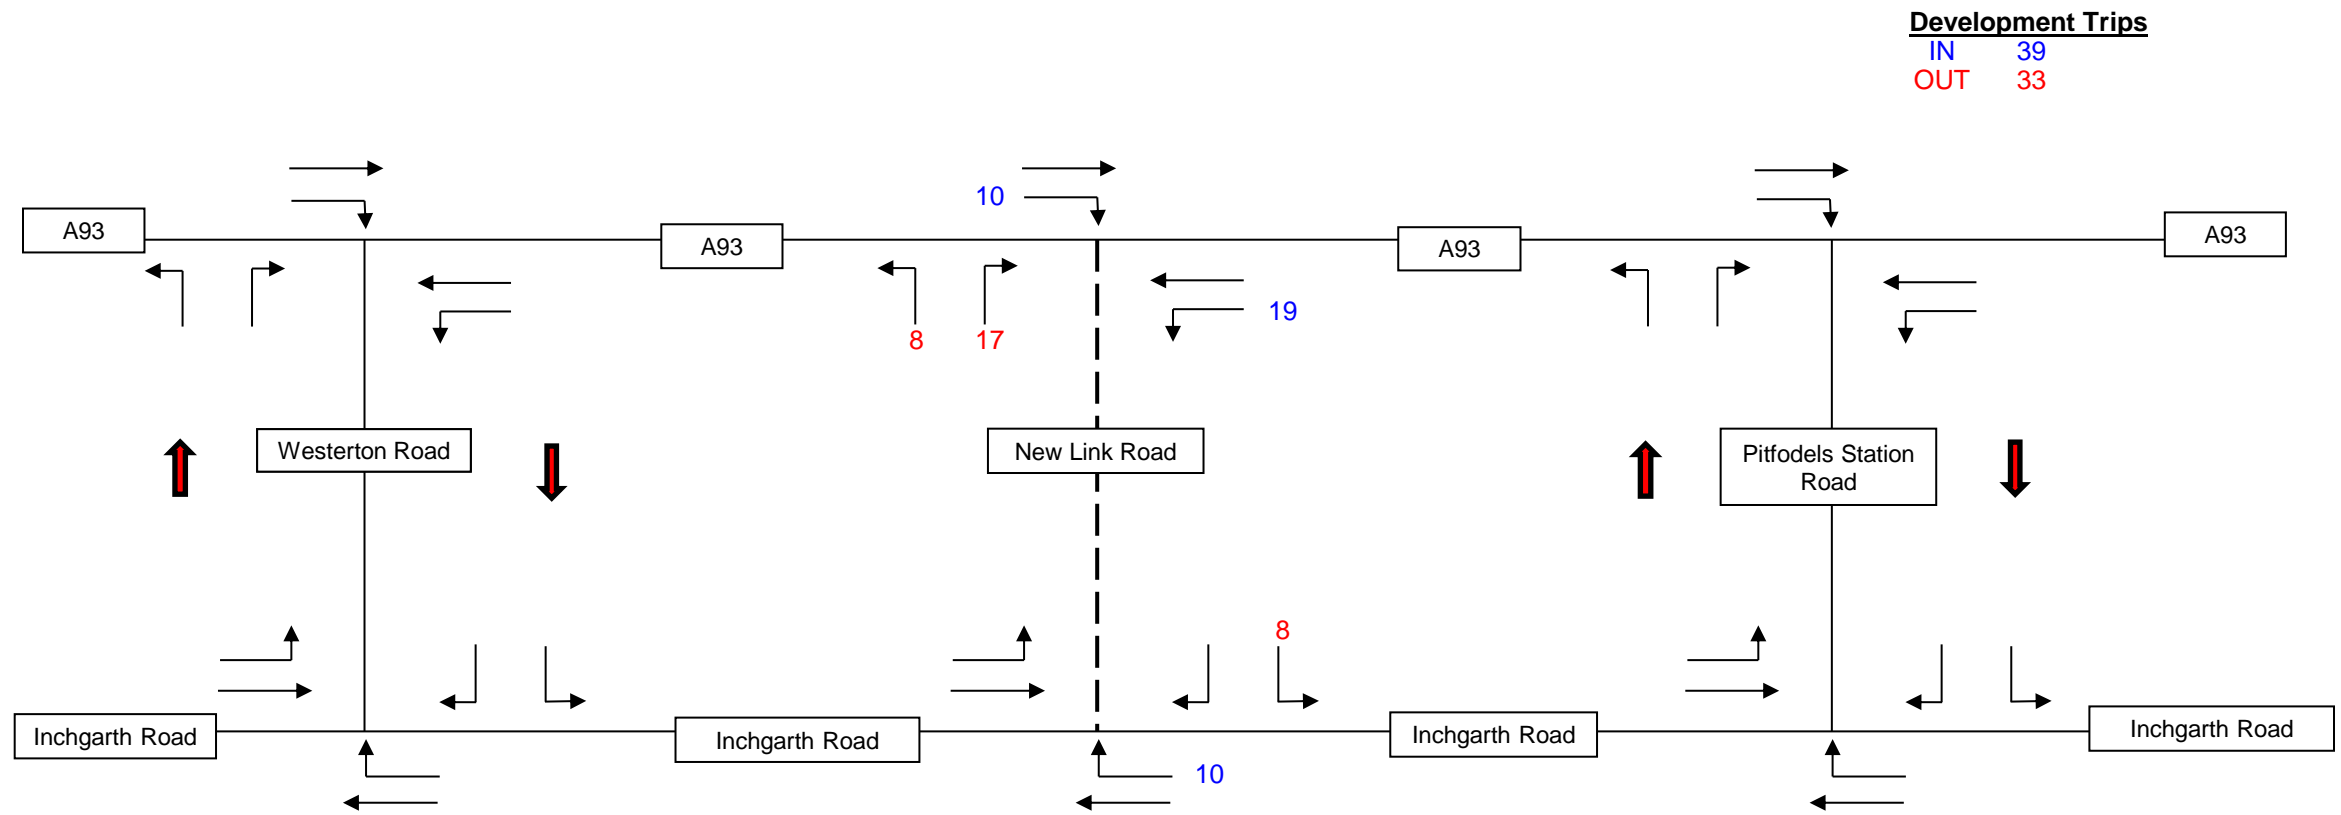 Development Trips
IN 39
OUT 33
10
A93
A93
A93
A93
19
8 17
Westerton Road
New Link Road
Pitfodels Station
Road
8
Inchgarth Road
Inchgarth Road
Inchgarth Road
Inchgarth Road
10